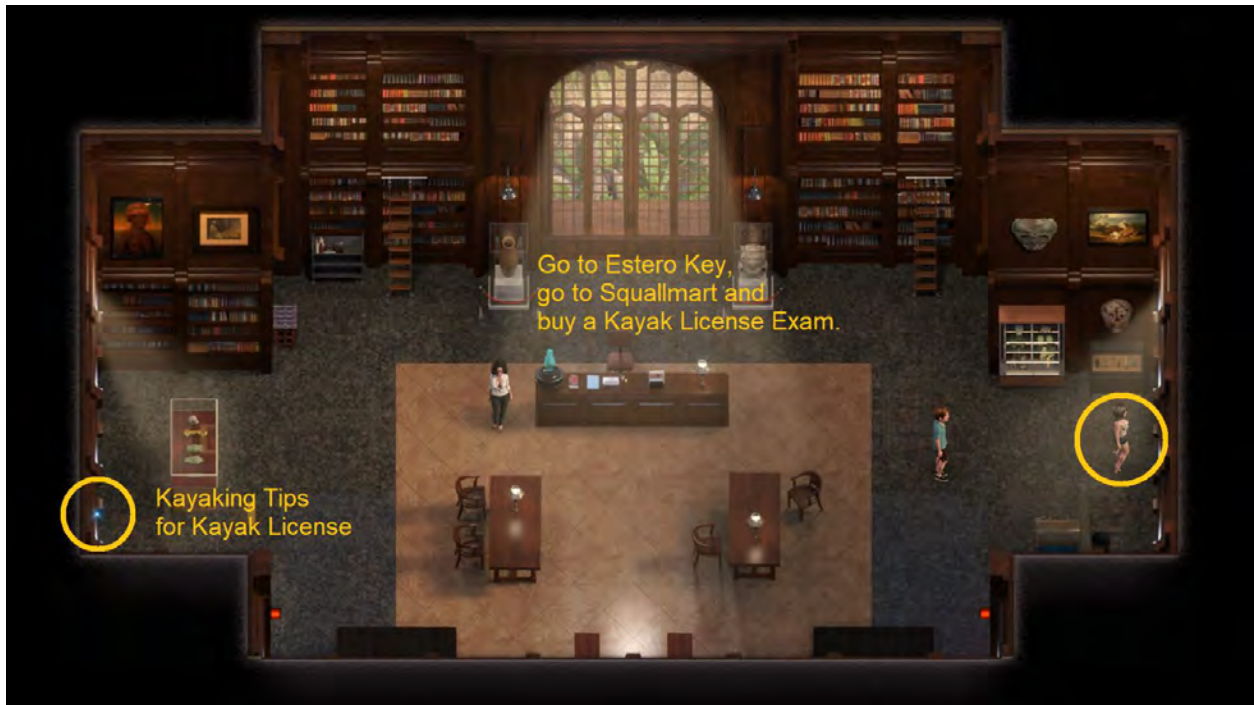 Go to Estero Key,
go to Squallmart and
buy a Kayak License Exam.
Kayaking Tips
for Kayak License